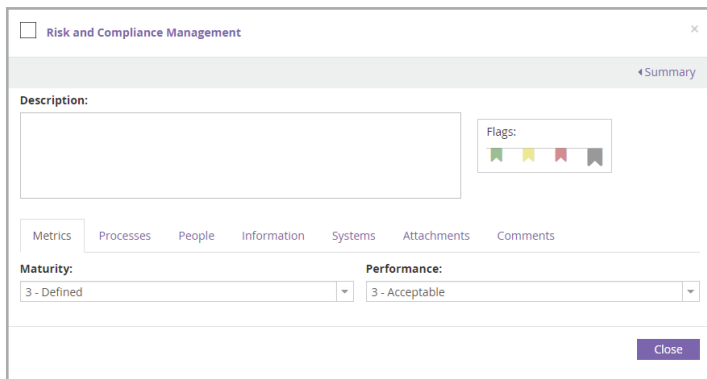 Risk and Compliance Management
×
Summary
Description:
Flags:
Metrics Processes People Information Systems Attachments Comments
Maturity: Performance:
3 - Defined 3 - Acceptable
Close